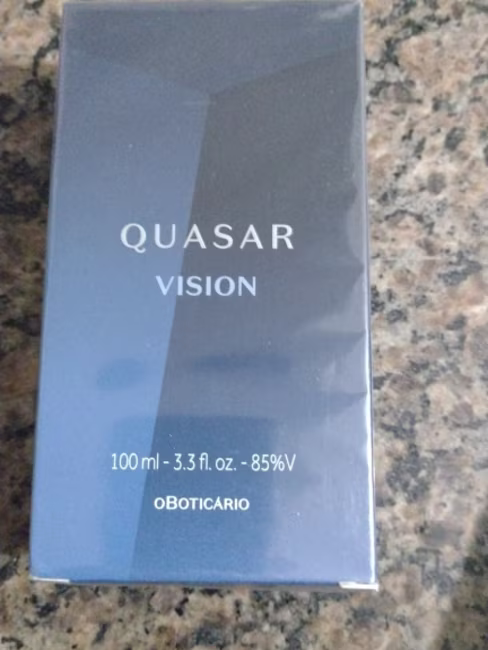 QUASAR
VISION
100 ml - 3.3 fl. oz. - 85%V
oBOTICÁRIO